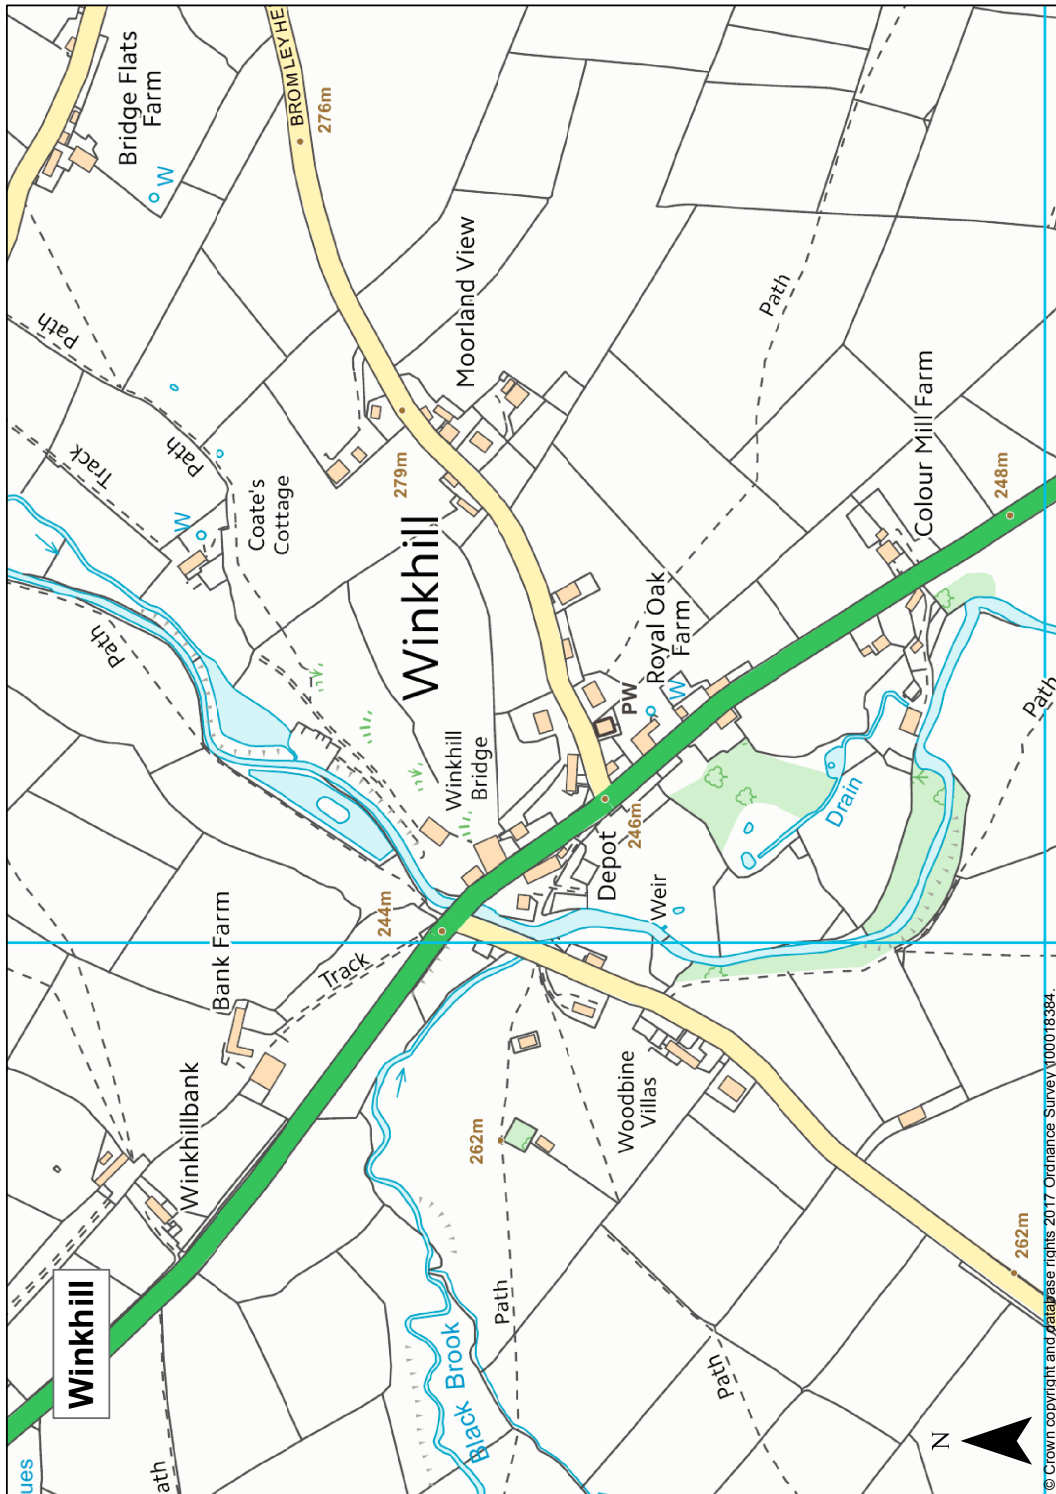 Winkhill
Bridge Flats
Farm
W
BROMLEYHE
276m
Path
Track
Path
W
Coate's
Cottage
Moorland View
279m
Path
Path
Winkhill
Colour Mill Farm
248m
Royal Oak
Farm
PW
W
Winkhill
Bridge
Depot
246m
Drain
Weir
Path
244m
Bank Farm
Track
Winkhillbank
Woodbine
Villas
262m
262m
Path
Path
Black Brook
ath
ues
N
© Crown copyright and database rights 2017 Ordnance Survey 100018384.